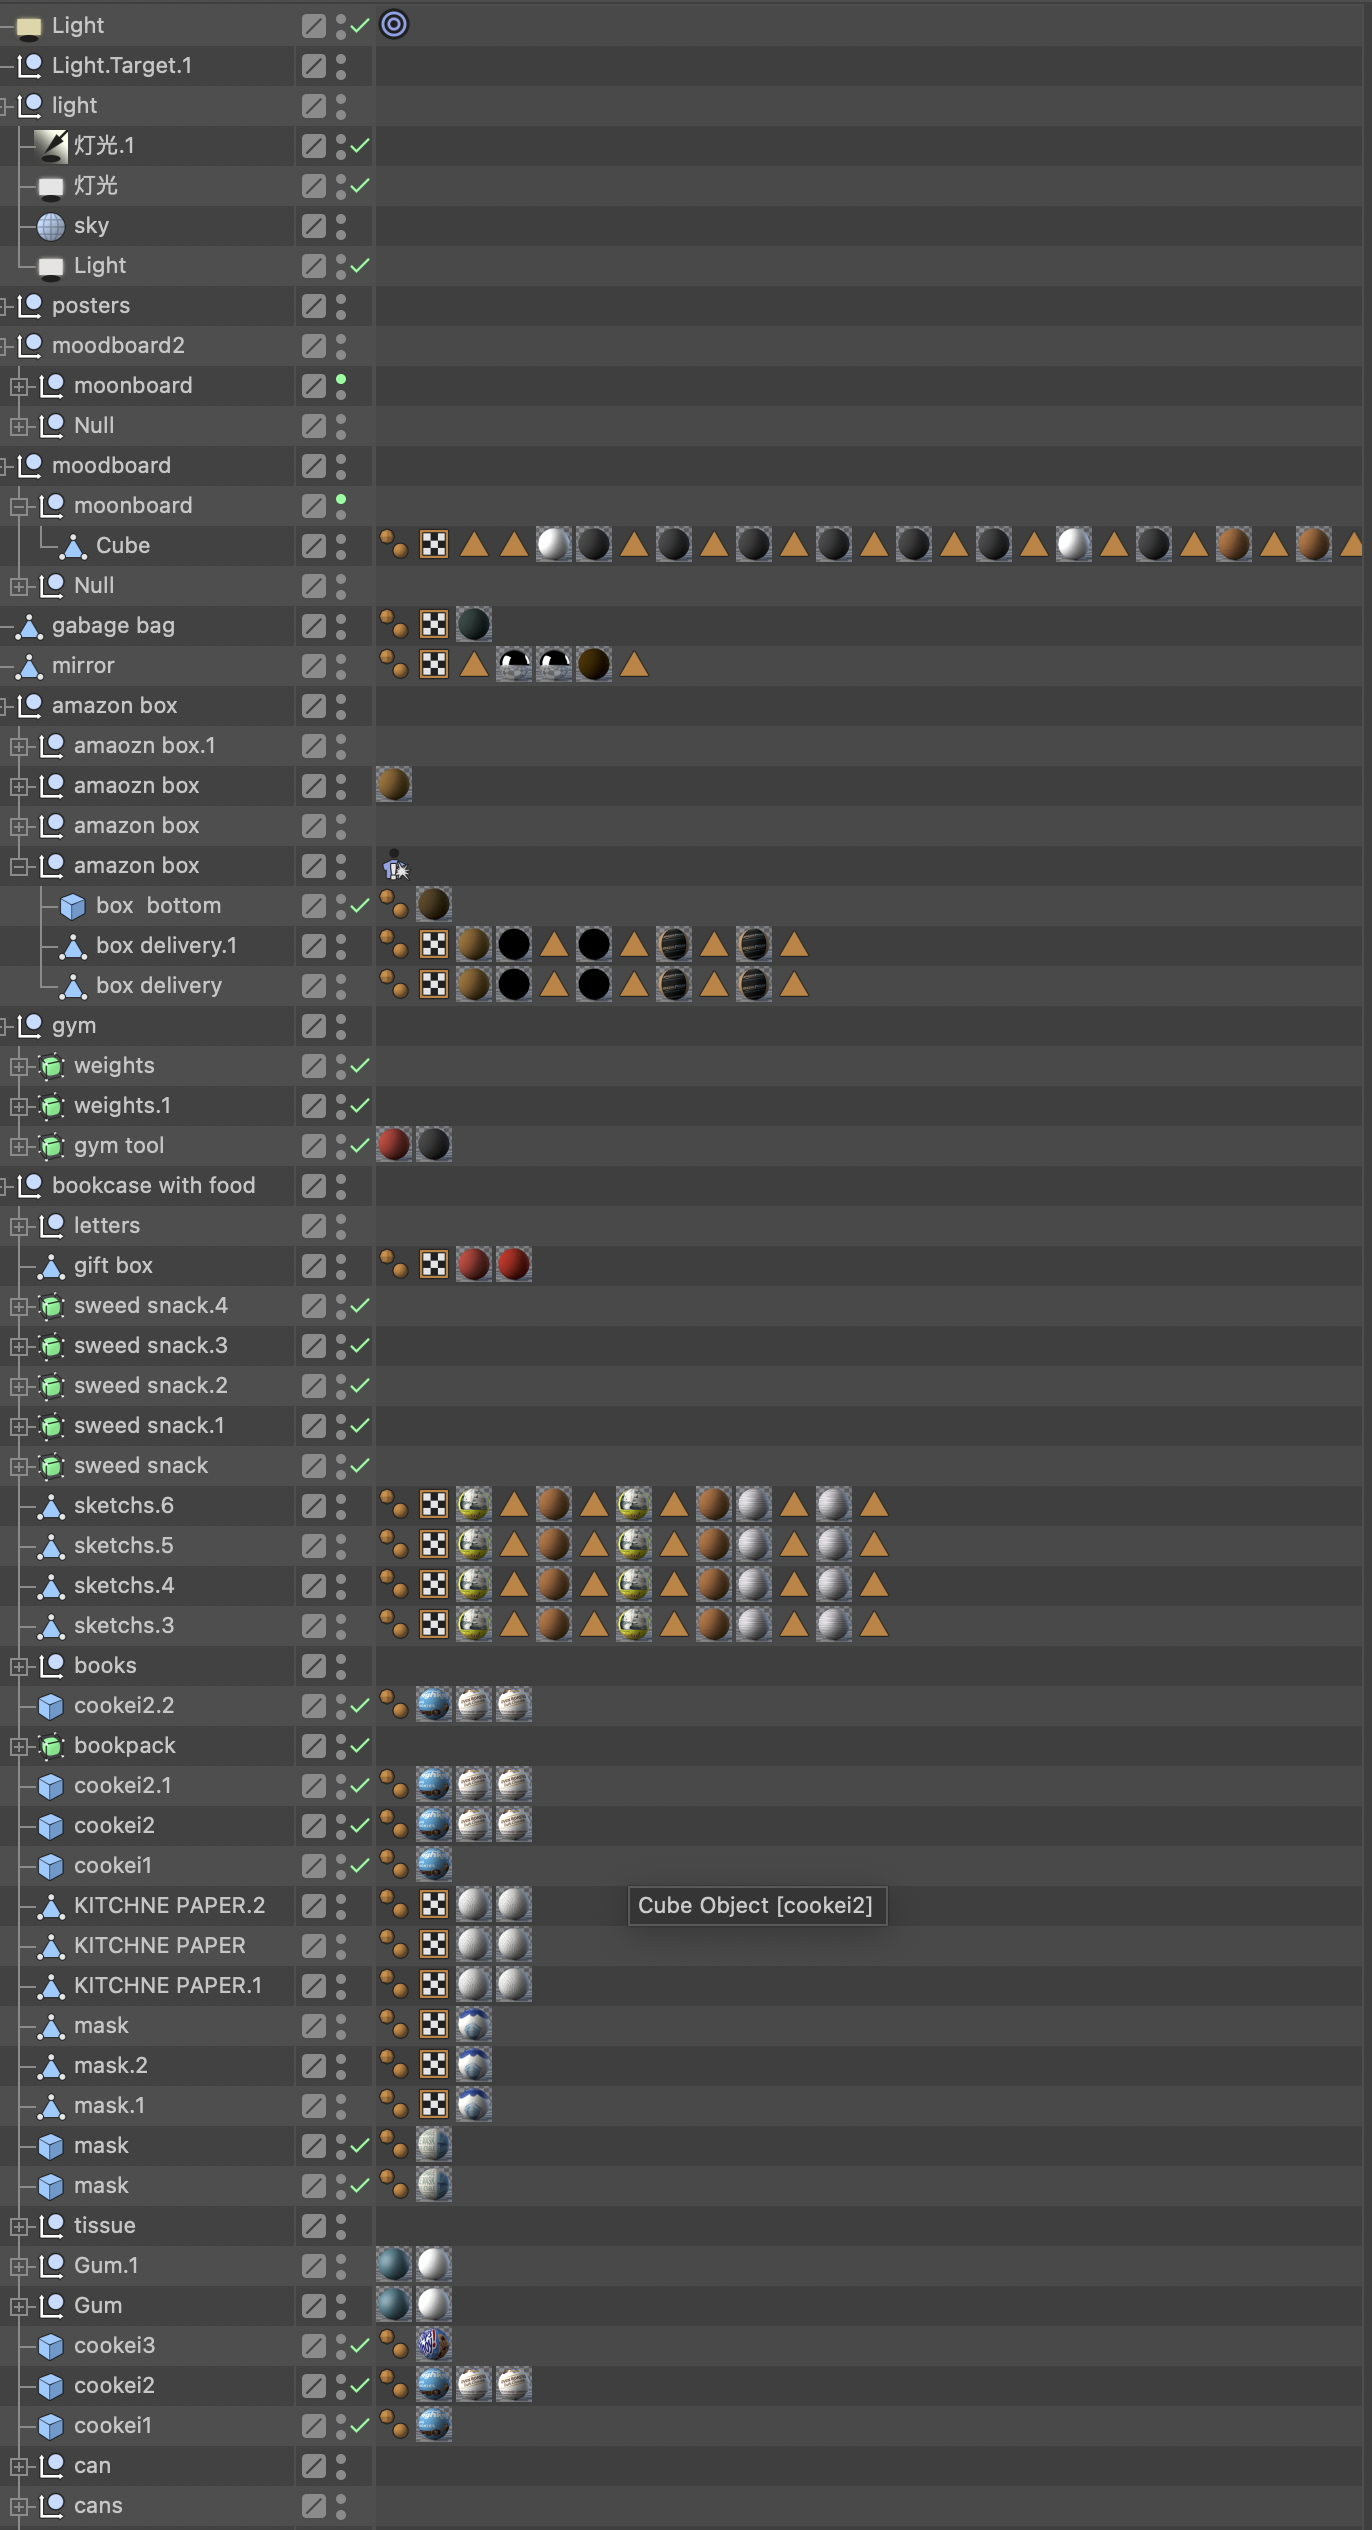 Light
Light.Target.1
light
灯光.1
灯光
sky
Light
posters
moodboard2
moonboard
Null
moodboard
moonboard
Cube
Null
gabage bag
mirror
amazon box
amaozn box.1
amaozn box
amazon box
amazon box
box  bottom
box delivery.1
box delivery
gym
weights
weights.1
gym tool
bookcase with food
letters
gift box
sweed snack.4
sweed snack.3
sweed snack.2
sweed snack.1
sweed snack
sketchs.6
sketchs.5
sketchs.4
sketchs.3
books
cookei2.2
bookpack
cookei2.1
cookei2
cookei1
KITCHNE PAPER.2
Cube Object [cookei2]
KITCHNE PAPER
KITCHNE PAPER.1
mask
mask.2
mask.1
mask
mask
tissue
Gum.1
Gum
cookei3
cookei2
cookei1
can
cans